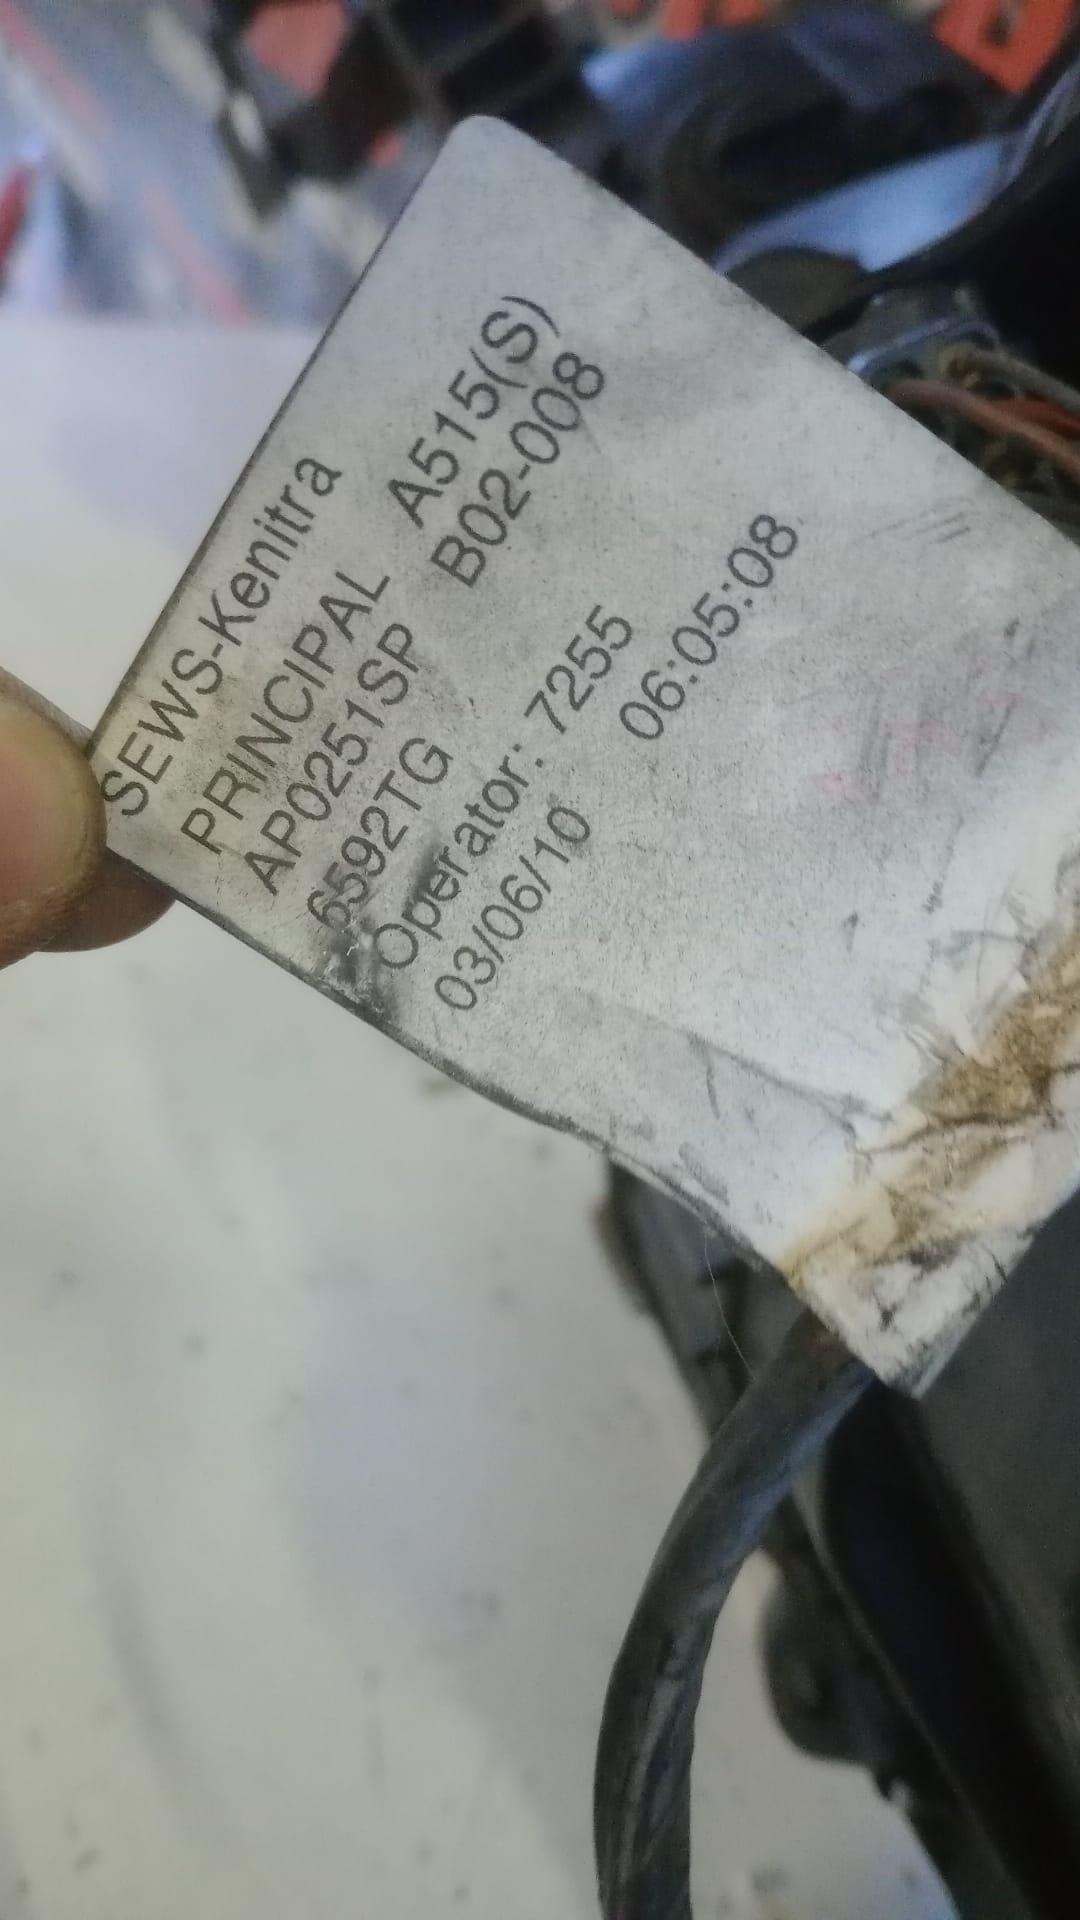 SEWS-Kenitra
PRINCIPAL A515(S)
AP0251SP B02-008
6592TG
Operator: 7255
03/06/10 06:05:08